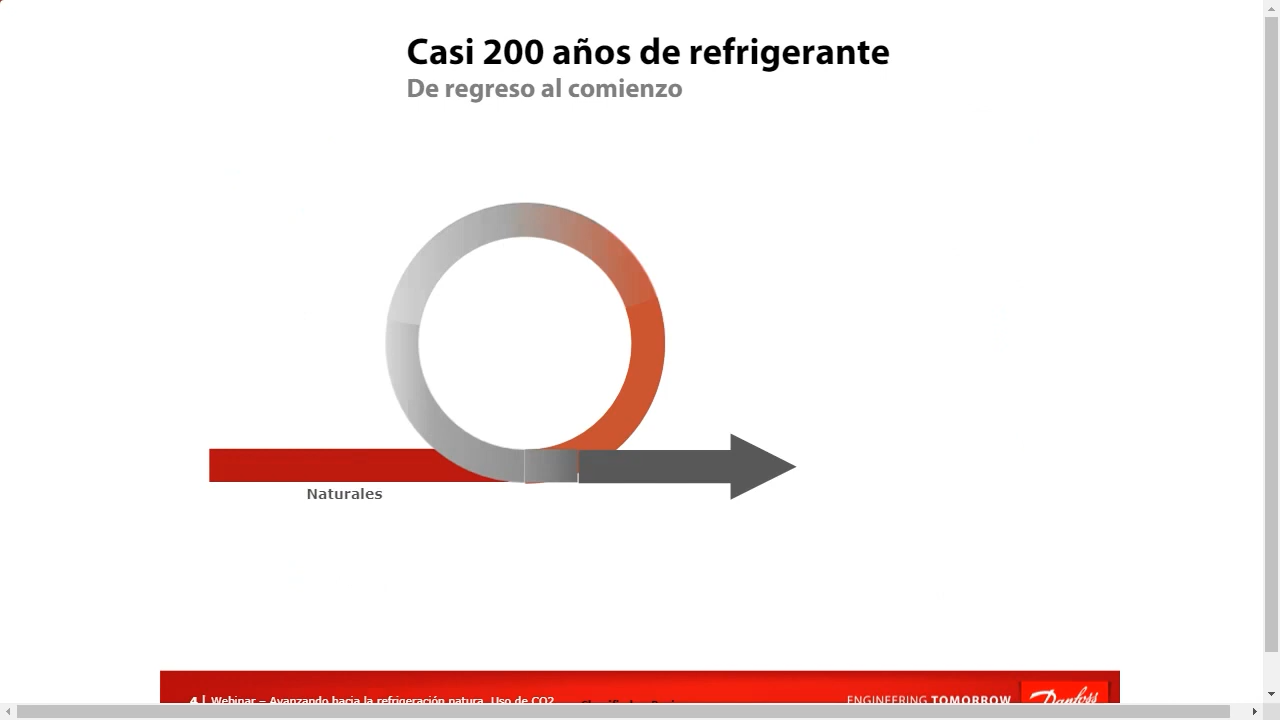 Casi 200 años de refrigerante
De regreso al comienzo
Naturales
4 | Webinar – Avanzando hacia la refrigeración natura. Uso de CO2
ENGINEERING TOMORROW
Danfoss